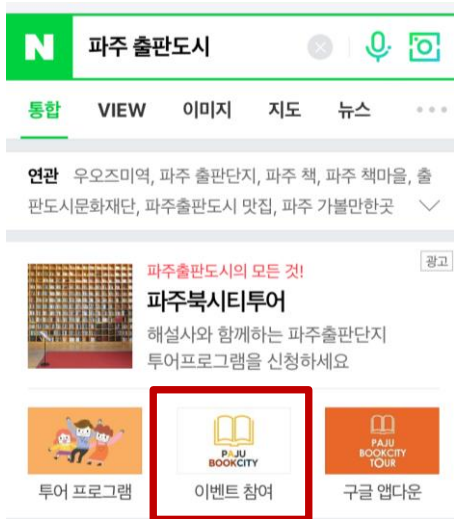 N 파주 출판도시
통합 VIEW 이미지 지도 뉴스
연관 우오즈미역, 파주 출판단지, 파주 책, 파주 책마을, 출
판도시문화재단, 파주출판도시 맛집, 파주 가볼만한곳
광고
파주출판도시의 모든 것!
파주북시티투어
해설사와 함께하는 파주출판단지
투어프로그램을 신청하세요
PAJU
BOOKCITY
PAJU
BOOKCITY
TOUR
투어 프로그램 이벤트 참여 구글 앱다운